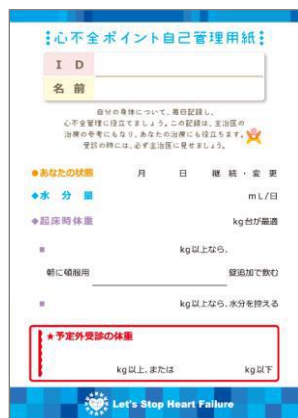 心不全ポイント自己管理用紙
ID
名前
自分の身体について、毎日記録し、
心不全管理に役立てましょう。この記録は、主治医の
治療の参考にもなり、あなたの治療にも役立ちます。
受診の時には、必ず主治医に見せましょう。
●あなたの状態 月 日 継続・変更
◆水分量 mL/日
◆起床時体重 kg台が最適
■ kg以上なら、
朝に頓服用 錠追加で飲む
■ kg以上なら、水分を控える
★予定外受診の体重
kg以上、または kg以下
Let's Stop Heart Failure